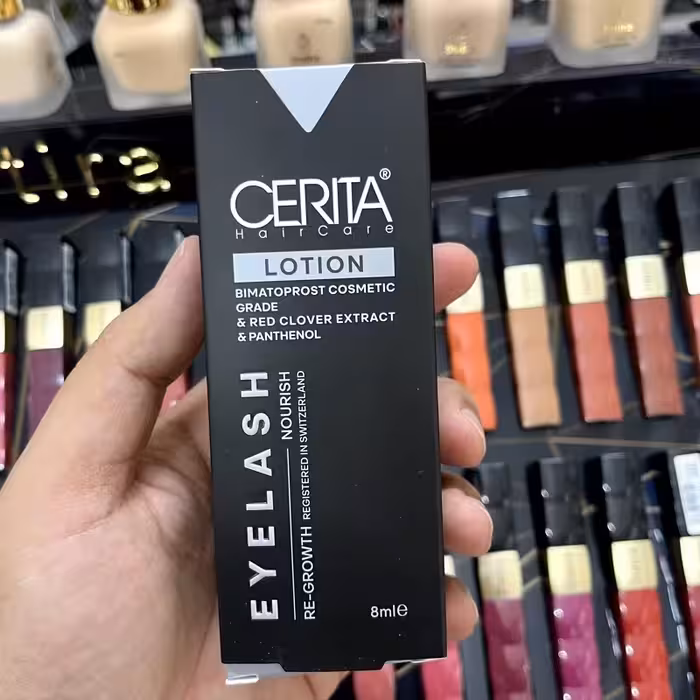 CERITA®
HairCare
LOTION
BIMATOPROST COSMETIC
GRADE
& RED CLOVER EXTRACT
& PANTHENOL
EYELASH
NOURISH
RE-GROWTH REGISTERED IN SWITZERLAND
8ml℮